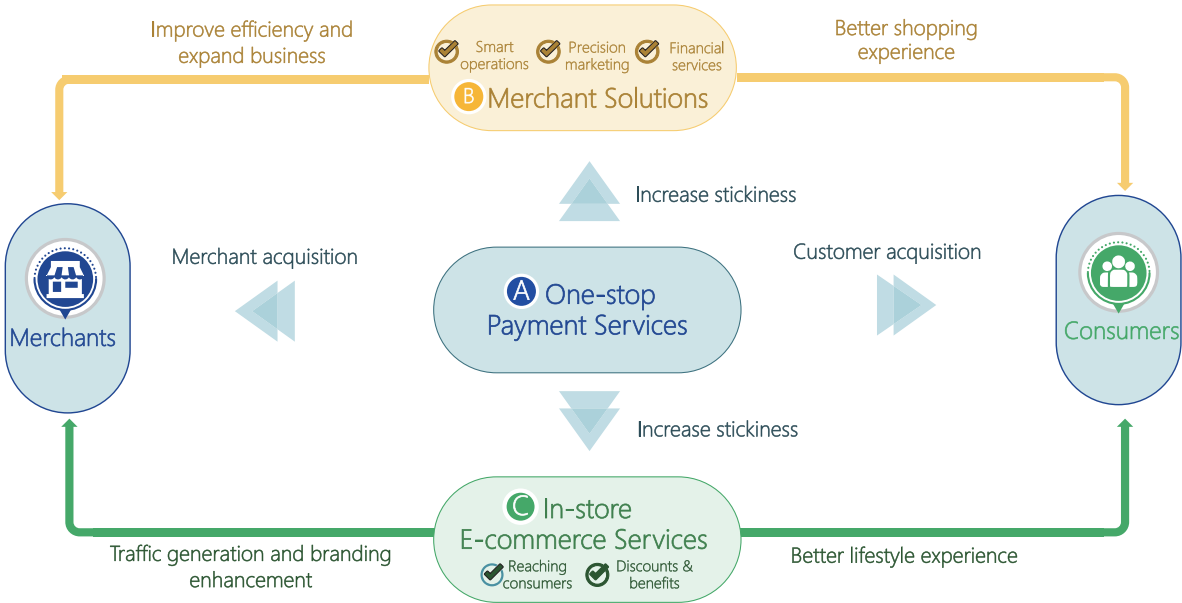 Improve efficiency and
expand business
Smart
operations
Precision
marketing
Financial
services
B Merchant Solutions
Better shopping
experience
Increase stickiness
Merchant acquisition
Customer acquisition
A One-stop
Payment Services
Merchants
Consumers
Increase stickiness
C In-store
E-commerce Services
Reaching
consumers
Discounts &
benefits
Traffic generation and branding
enhancement
Better lifestyle experience